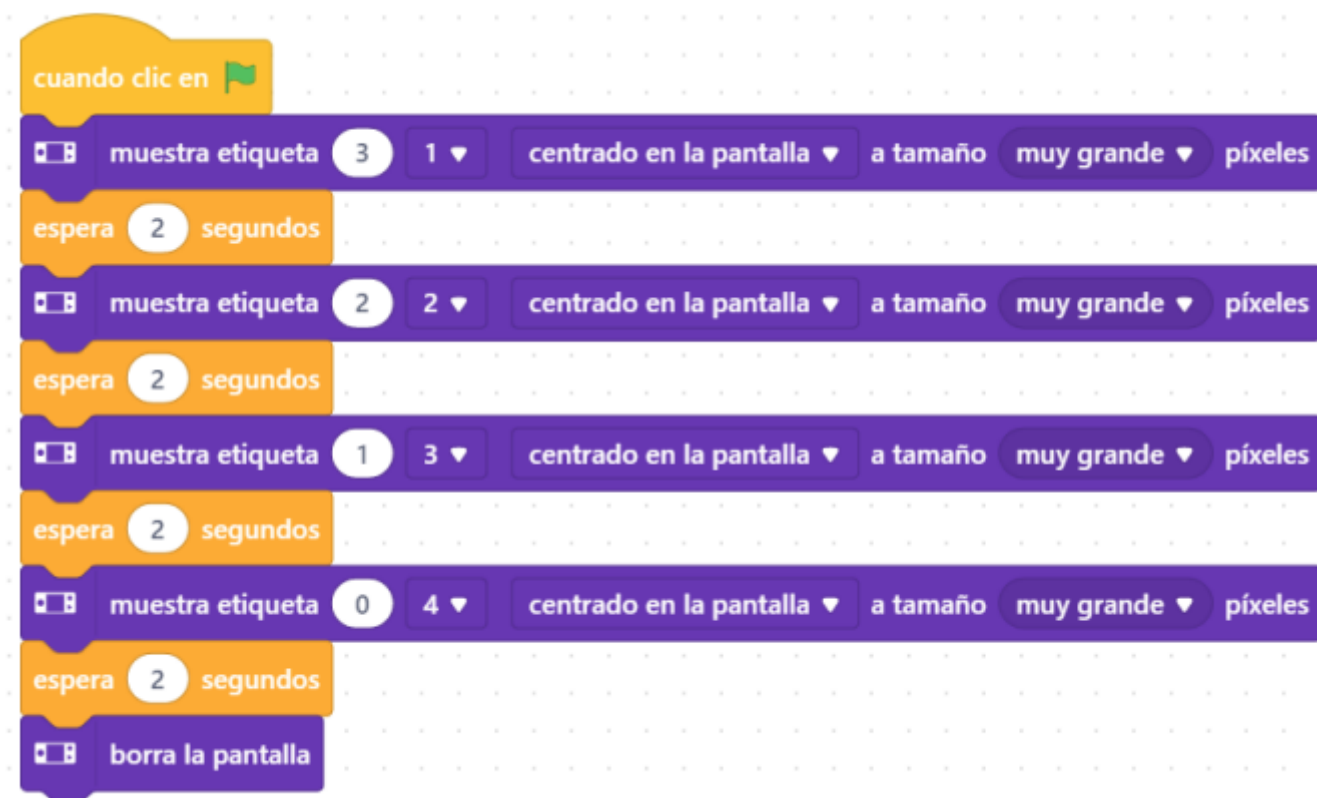 cuando clic en
muestra etiqueta 3 1 centrado en la pantalla a tamaño muy grande píxeles
espera 2 segundos
muestra etiqueta 2 2 centrado en la pantalla a tamaño muy grande píxeles
espera 2 segundos
muestra etiqueta 1 3 centrado en la pantalla a tamaño muy grande píxeles
espera 2 segundos
muestra etiqueta 0 4 centrado en la pantalla a tamaño muy grande píxeles
espera 2 segundos
borra la pantalla